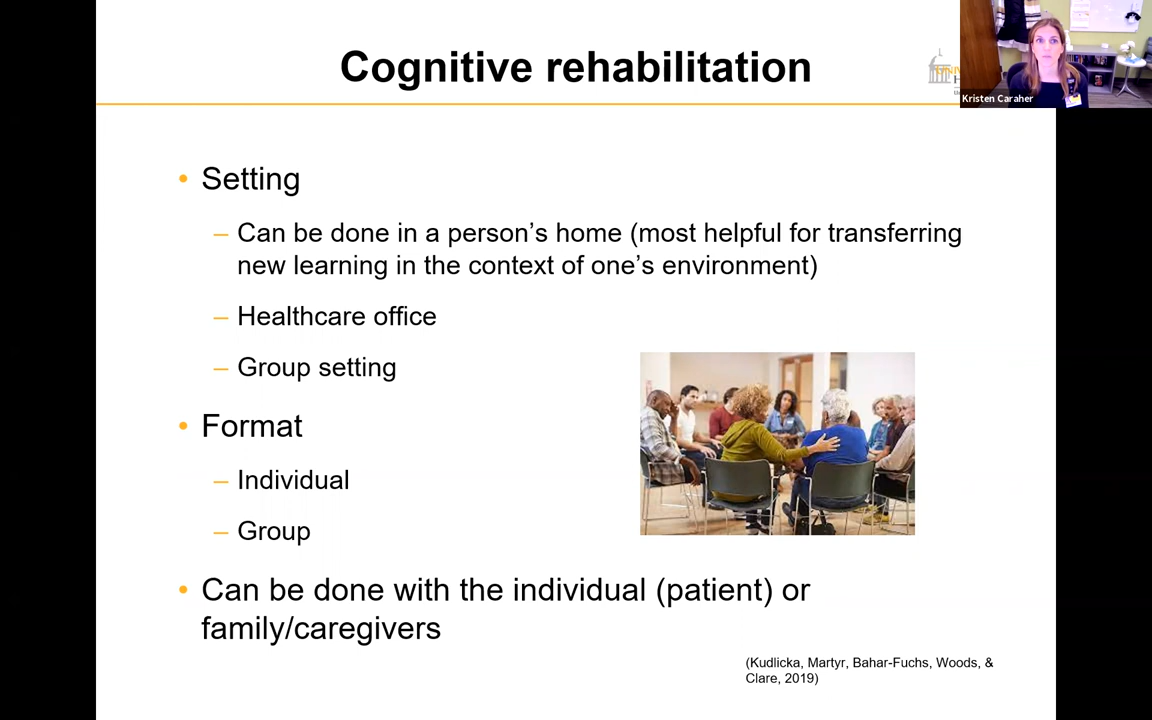 Cognitive rehabilitation
Kristen Caraher
• Setting
– Can be done in a person’s home (most helpful for transferring
new learning in the context of one’s environment)
– Healthcare office
– Group setting
• Format
– Individual
– Group
• Can be done with the individual (patient) or
family/caregivers
(Kudlicka, Martyr, Bahar-Fuchs, Woods, &
Clare, 2019)